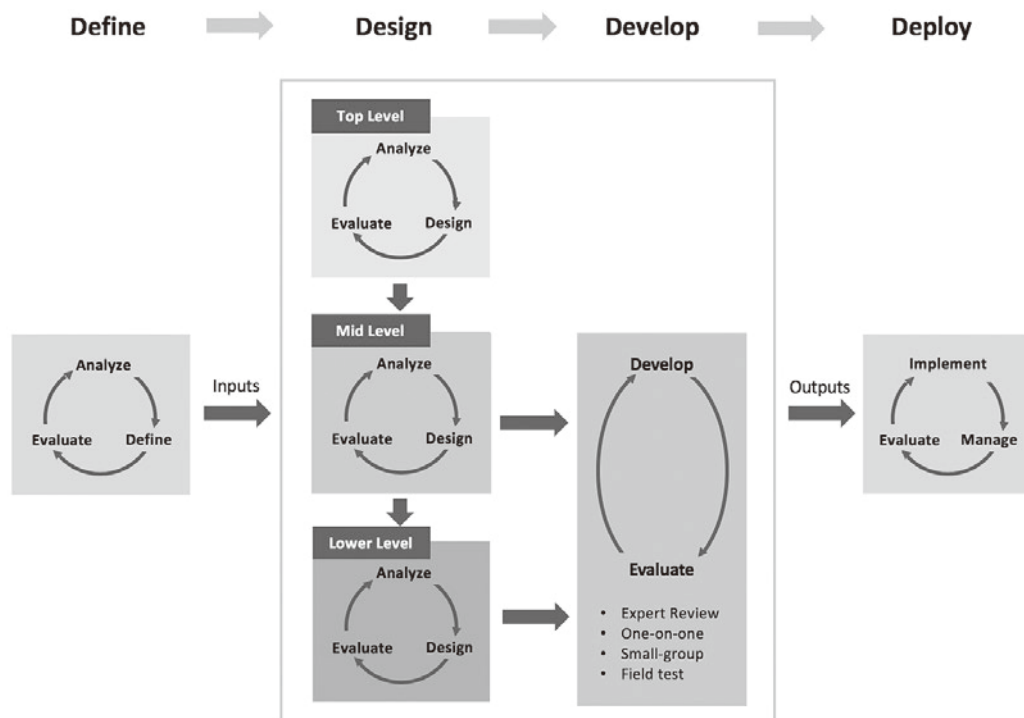 Define
Design
Develop
Deploy
Top Level
Analyze
Evaluate
Design
Mid Level
Analyze
Evaluate
Design
Lower Level
Analyze
Evaluate
Design
Analyze
Evaluate
Define
Inputs
Develop
Evaluate
• Expert Review
• One-on-one
• Small-group
• Field test
Outputs
Implement
Evaluate
Manage